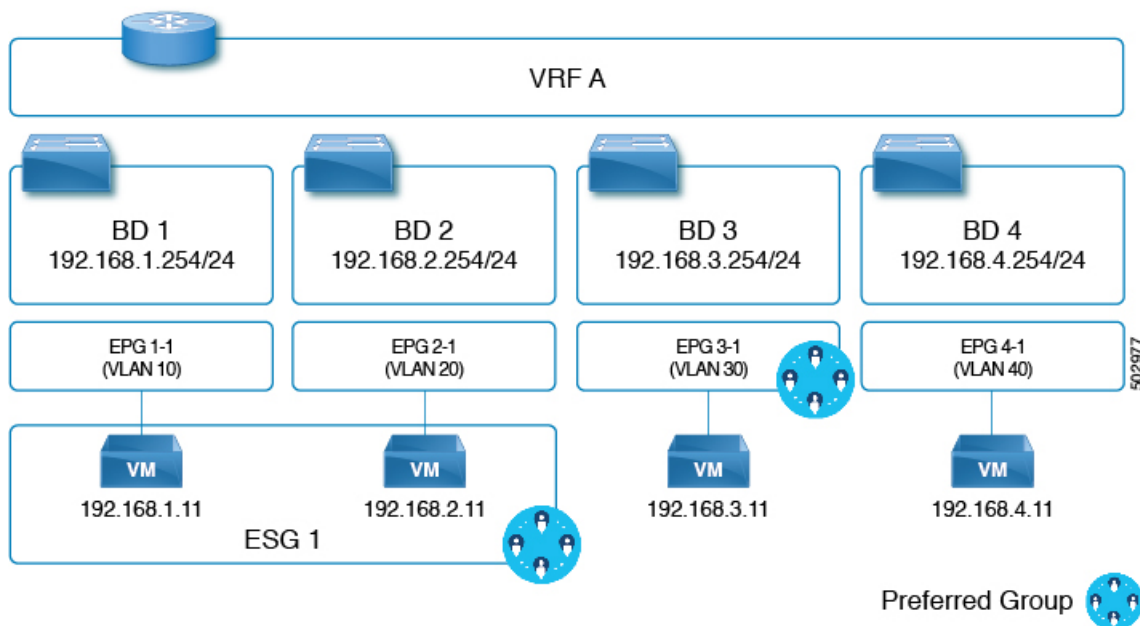 VRF A
BD 1
192.168.1.254/24
BD 2
192.168.2.254/24
BD 3
192.168.3.254/24
BD 4
192.168.4.254/24
EPG 1-1
(VLAN 10)
EPG 2-1
(VLAN 20)
EPG 3-1
(VLAN 30)
EPG 4-1
(VLAN 40)
502977
VM
192.168.1.11
VM
192.168.2.11
VM
192.168.3.11
VM
192.168.4.11
ESG 1
Preferred Group